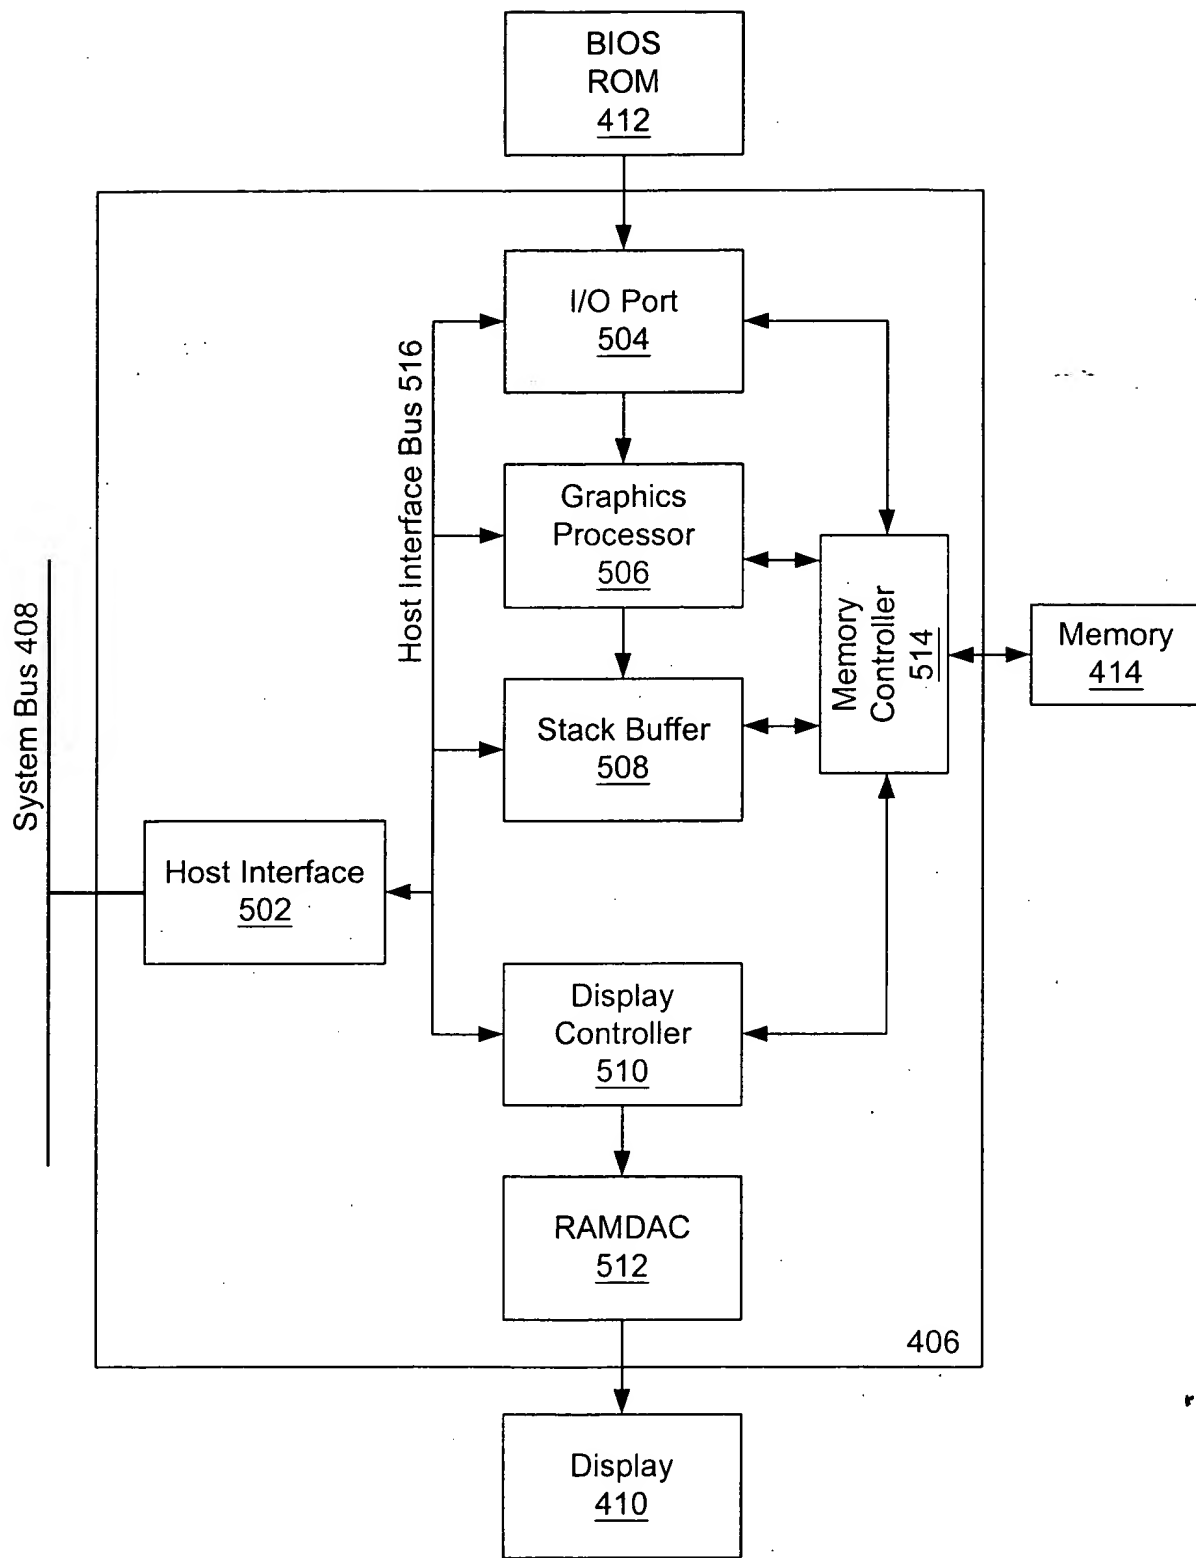 BIOS
ROM
412
I/O Port
504
Host Interface Bus 516
Graphics
Processor
506
Memory
Controller
514
Memory
414
System Bus 408
Stack Buffer
508
Host Interface
502
Display
Controller
510
RAMDAC
512
406
Display
410